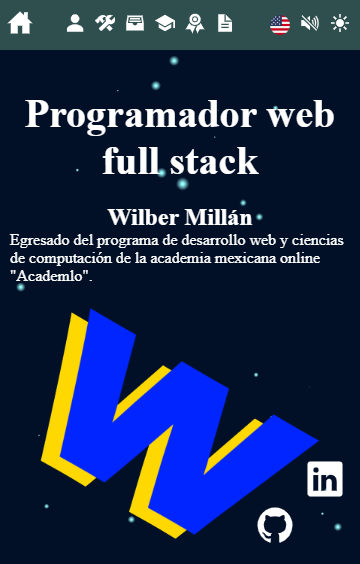 Programador web
full stack
Wilber Millán
Egresado del programa de desarrollo web y ciencias
de computación de la academia mexicana online
"Academlo".
W
in